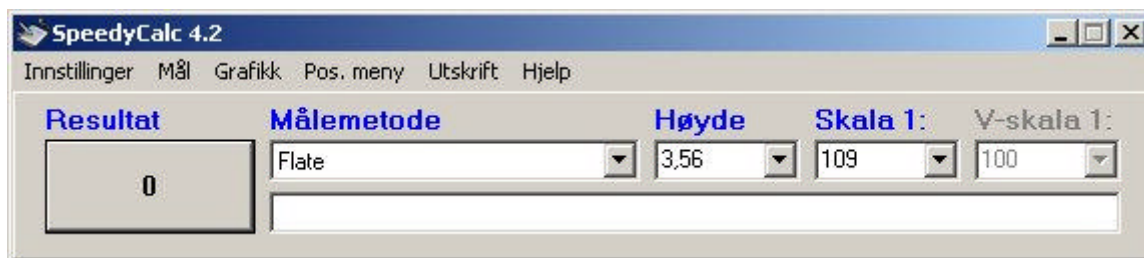 SpeedyCalc 4.2
Innstillinger Mål Grafikk Pos. meny Utskrift Hjelp
Resultat Målemetode Høyde Skala 1: V-skala 1:
Flate 3,56 109 100
0